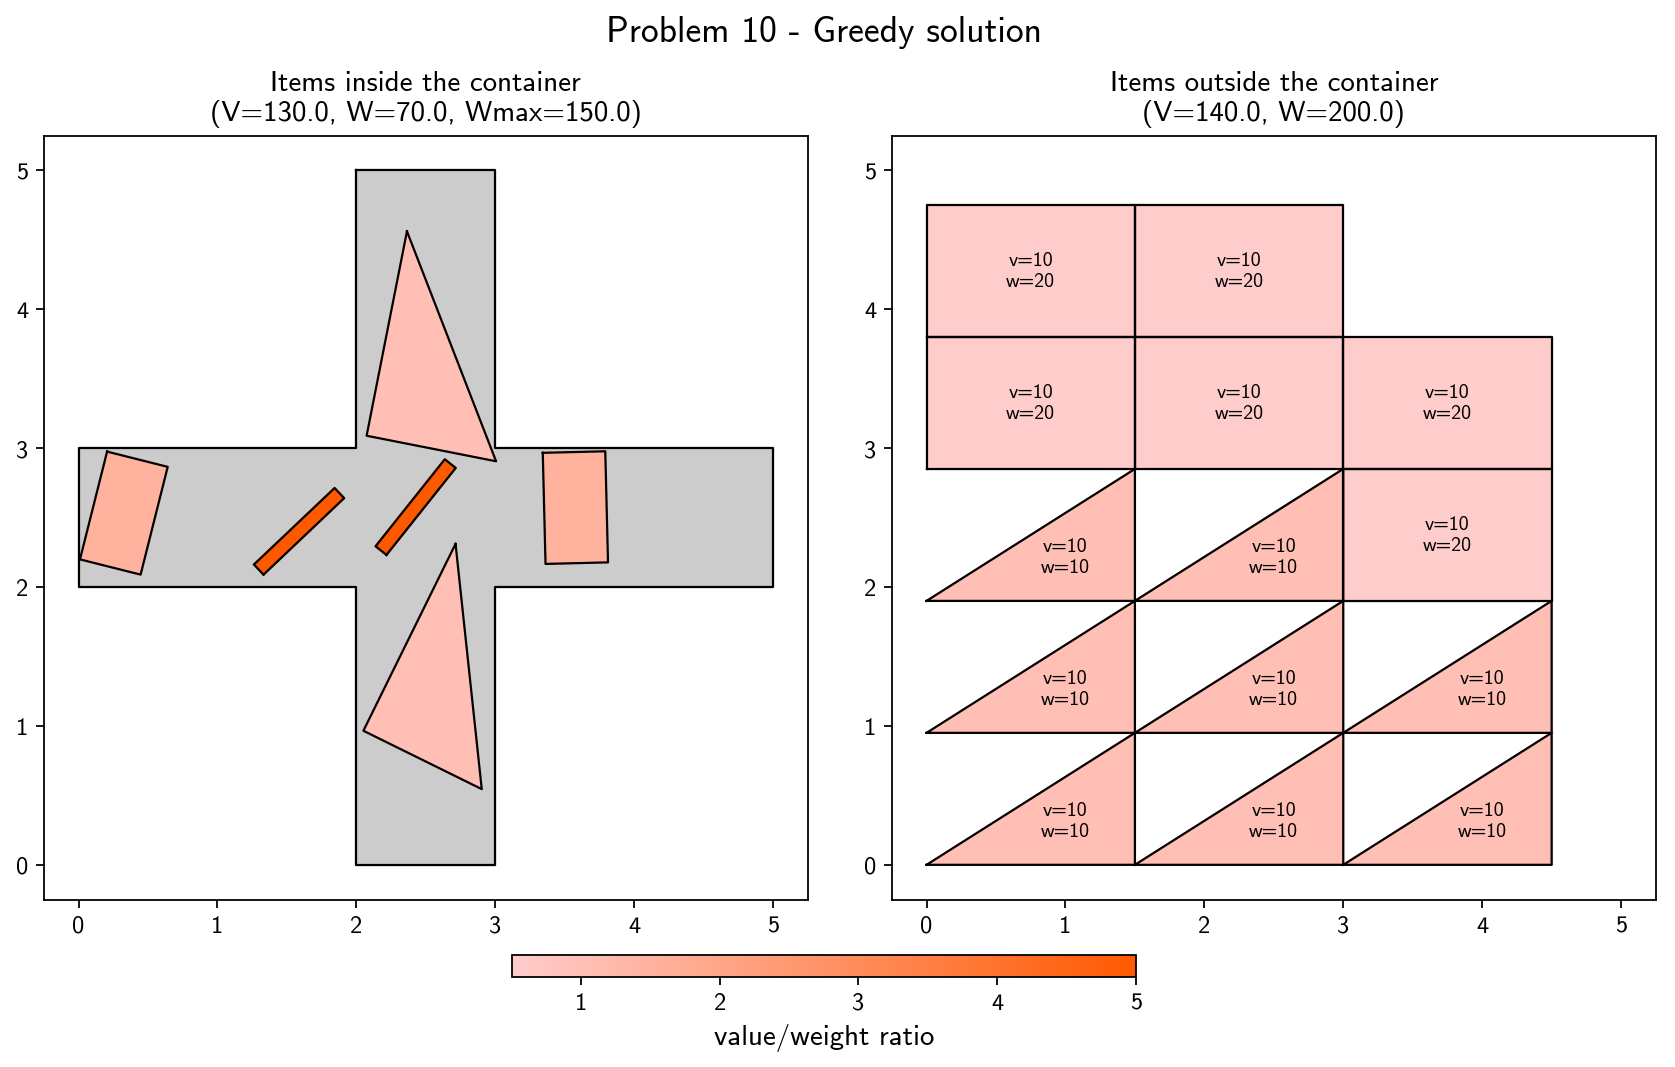 Problem 10 - Greedy solution
Items inside the container
(V=130.0, W=70.0, Wmax=150.0)
5
4
3
2
1
0
0 1 2 3 4 5
Items outside the container
(V=140.0, W=200.0)
5
4
3
2
1
0
v=10 v=10
w=20 w=20
v=10 v=10 v=10
w=20 w=20 w=20
v=10 v=10 v=10
w=10 w=10 w=20
v=10 v=10 v=10
w=10 w=10 w=10
v=10 v=10 v=10
w=10 w=10 w=10
0 1 2 3 4 5
1 2 3 4 5
value/weight ratio